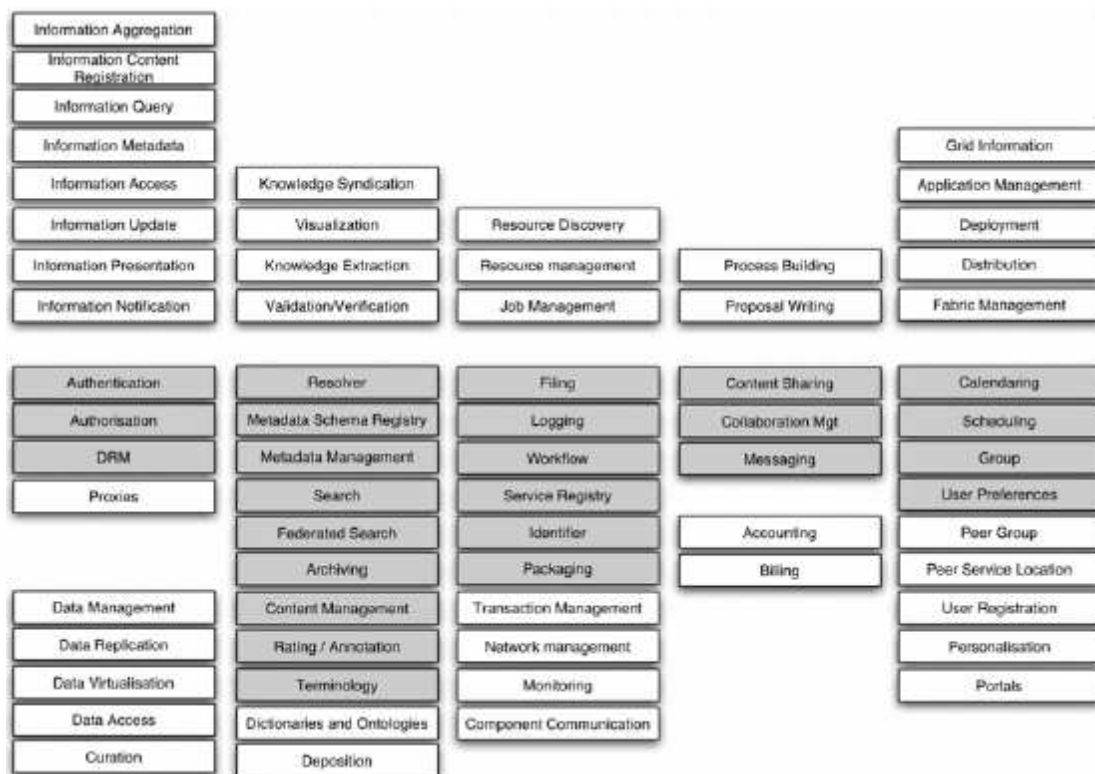 Information Aggregation
Information Content
Registration
Information Query
Information Metadata
Information Access
Information Update
Information Presentation
Information Notification
Knowledge Syndication
Visualization
Knowledge Extraction
Validation/Verification
Resource Discovery
Resource management
Job Management
Process Building
Proposal Writing
Grid Information
Application Management
Deployment
Distribution
Fabric Management
Authentication
Authorisation
DRM
Proxies
Data Management
Data Replication
Data Virtualisation
Data Access
Curation
Resolver
Metadata Schema Registry
Metadata Management
Search
Federated Search
Archiving
Content Management
Rating / Annotation
Terminology
Dictionaries and Ontologies
Deposition
Filing
Logging
Workflow
Service Registry
Identifier
Packaging
Transaction Management
Network management
Monitoring
Component Communication
Content Sharing
Collaboration Mgt
Messaging
Accounting
Billing
Calendaring
Scheduling
Group
User Preferences
Peer Group
Peer Service Location
User Registration
Personalisation
Portals